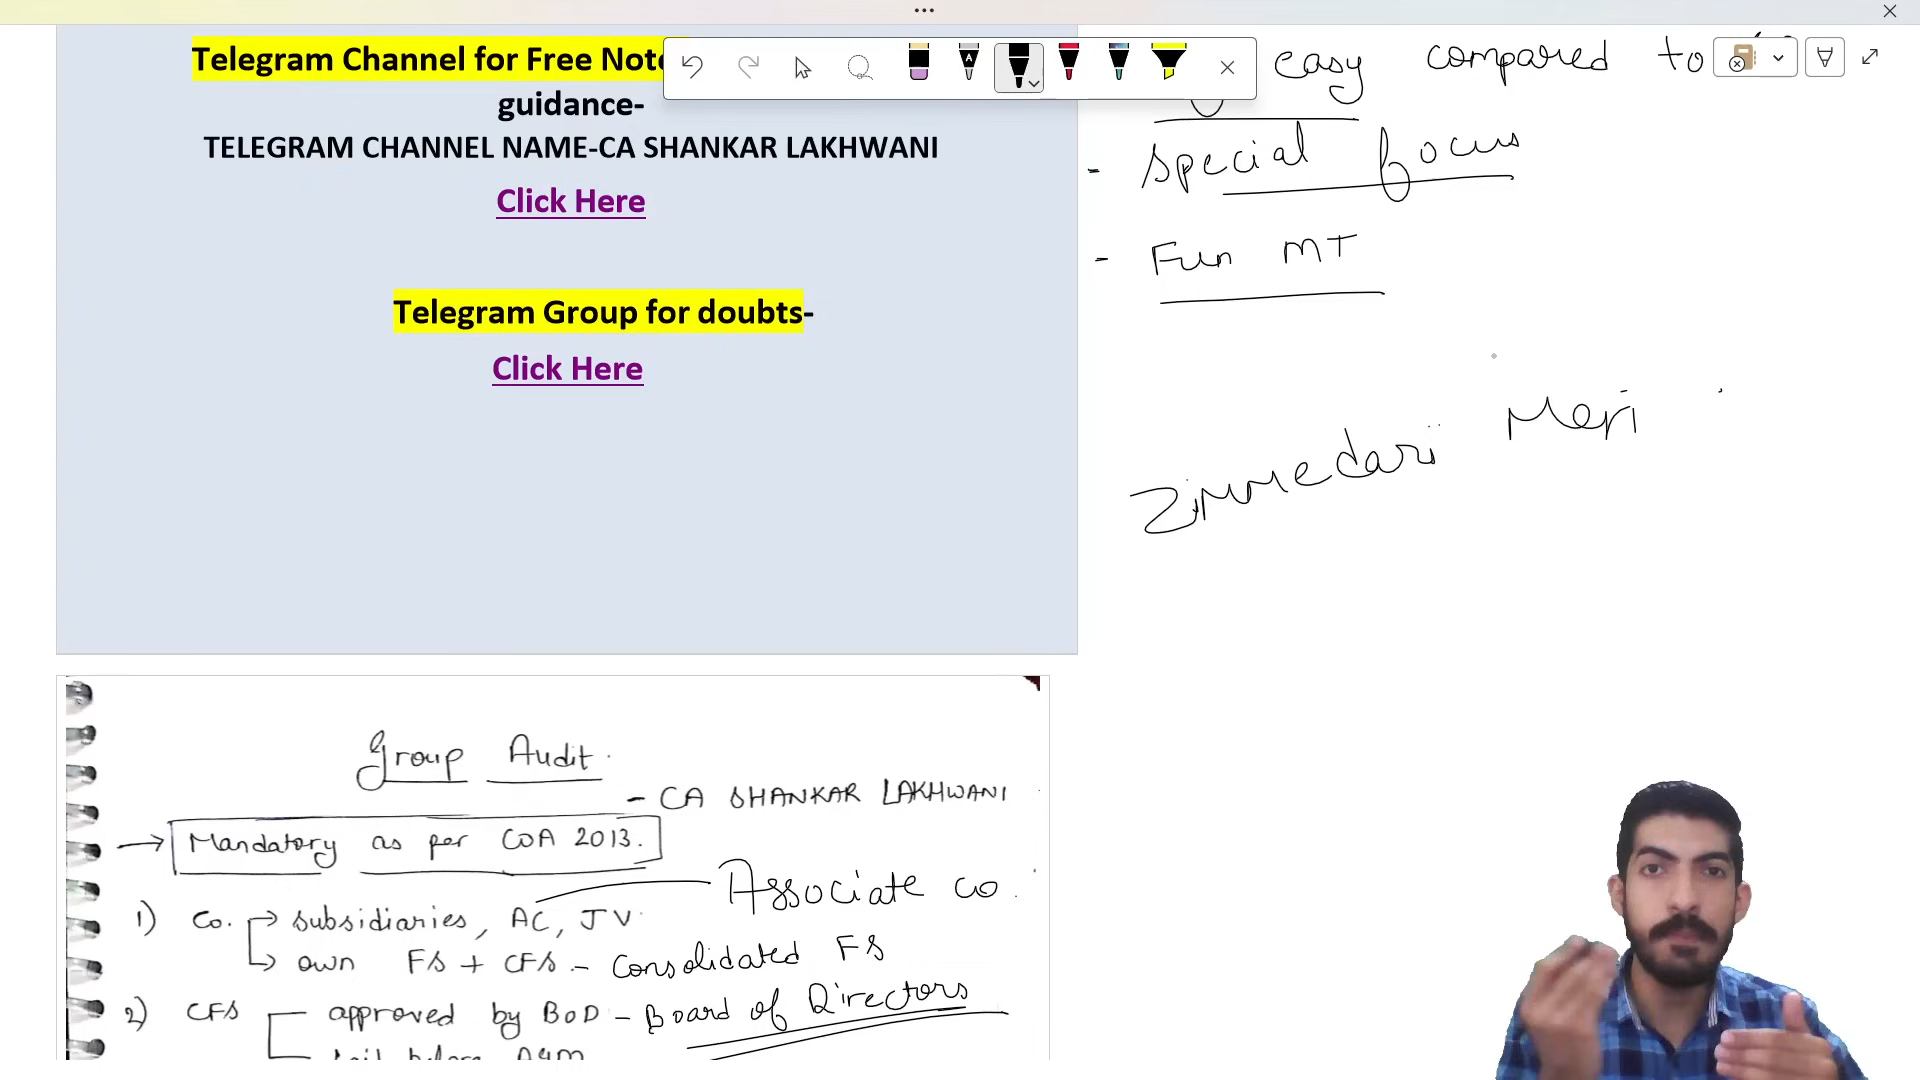 Telegram Channel for Free Note
guidance-
TELEGRAM CHANNEL NAME-CA SHANKAR LAKHWANI
Click Here
Telegram Group for doubts-
Click Here
easy compared to
- special focus
- Fun MT
Zimmedari Meri
Group Audit.
- CA SHANKAR LAKHWANI
→ Mandatory as per COA 2013.
Associate co.
1) Co. → subsidiaries, AC, JV
→ own FS + CFS - Consolidated FS
2) CFS approved by BOD - Board of Directors